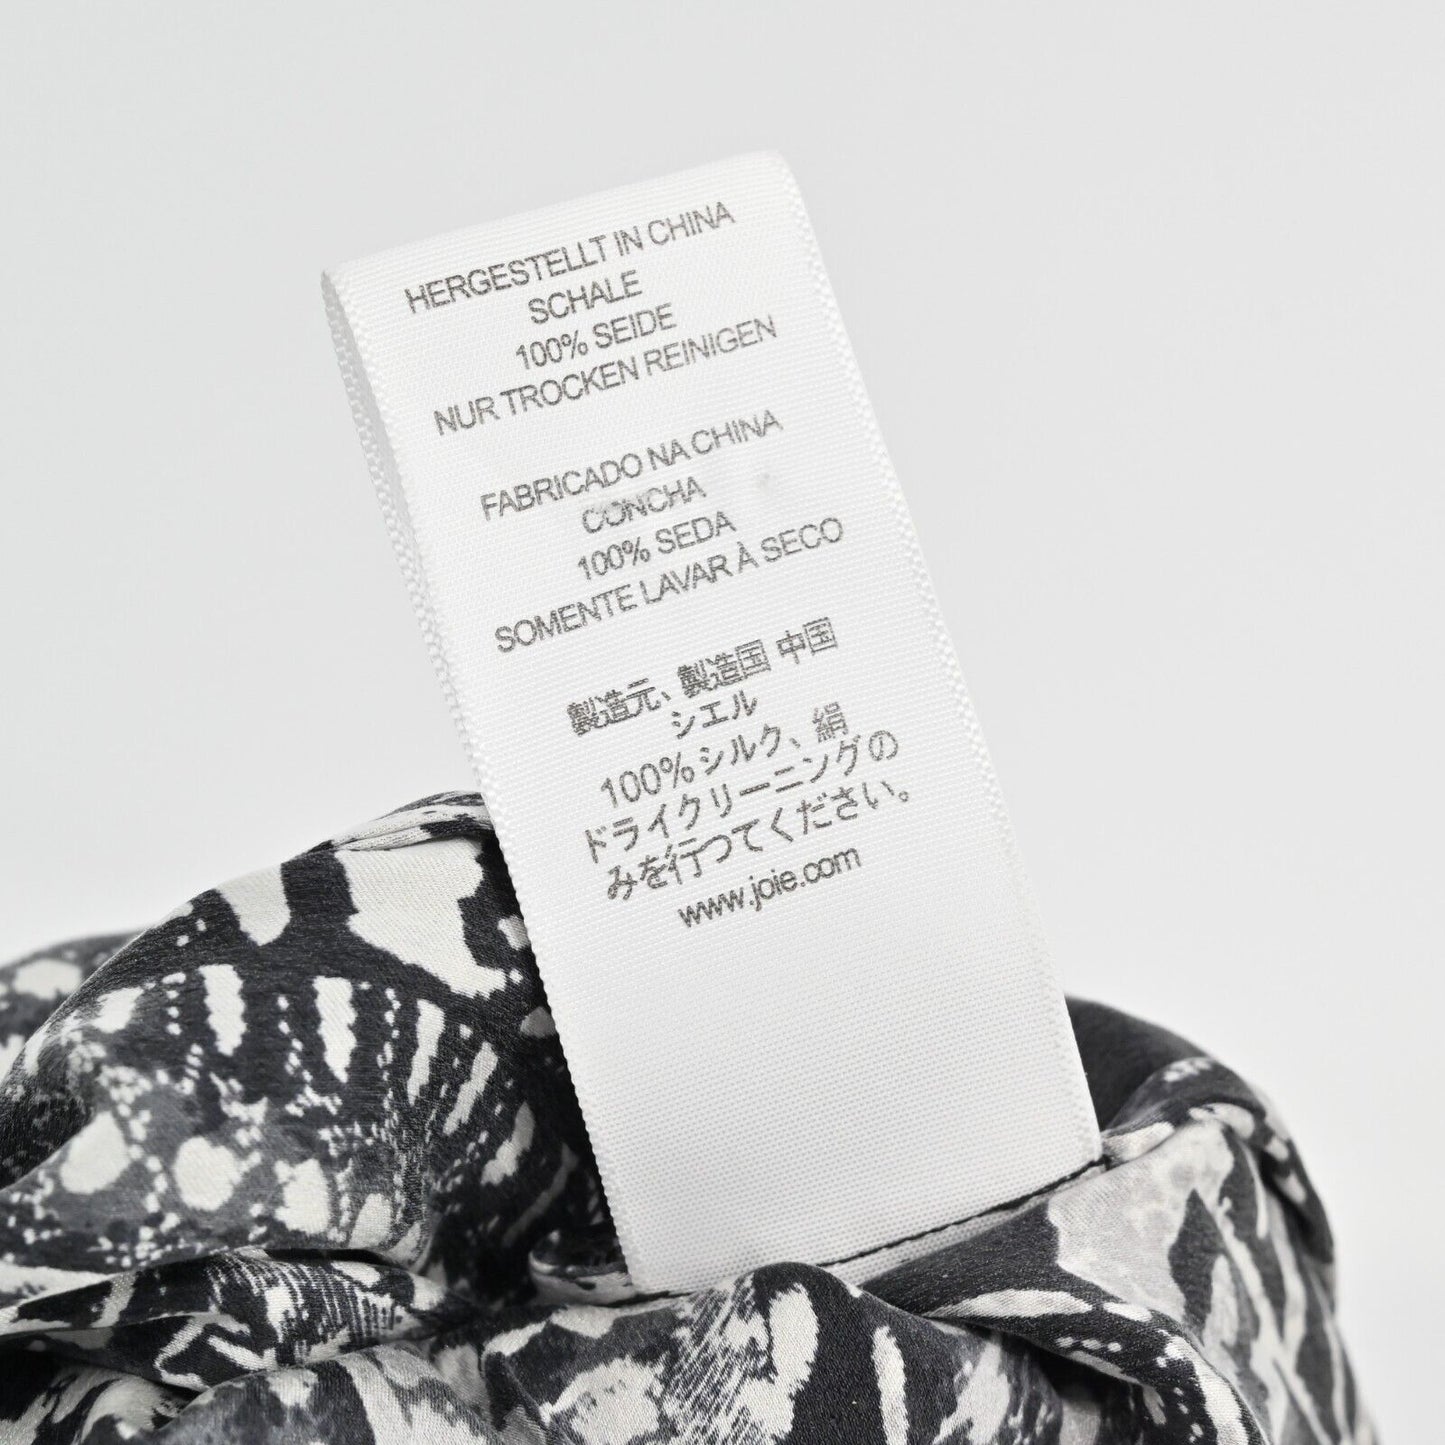 HERGESTELLT IN CHINA
SCHALE
100% SEIDE
NUR TROCKEN REINIGEN
FABRICADO NA CHINA
CONCHA
100% SEDA
SOMENTE LAVAR À SECO
製造元、製造国 中国
シエル
100%シルク、絹
ドライクリーニングの
みを行つてください。
www.joie.com